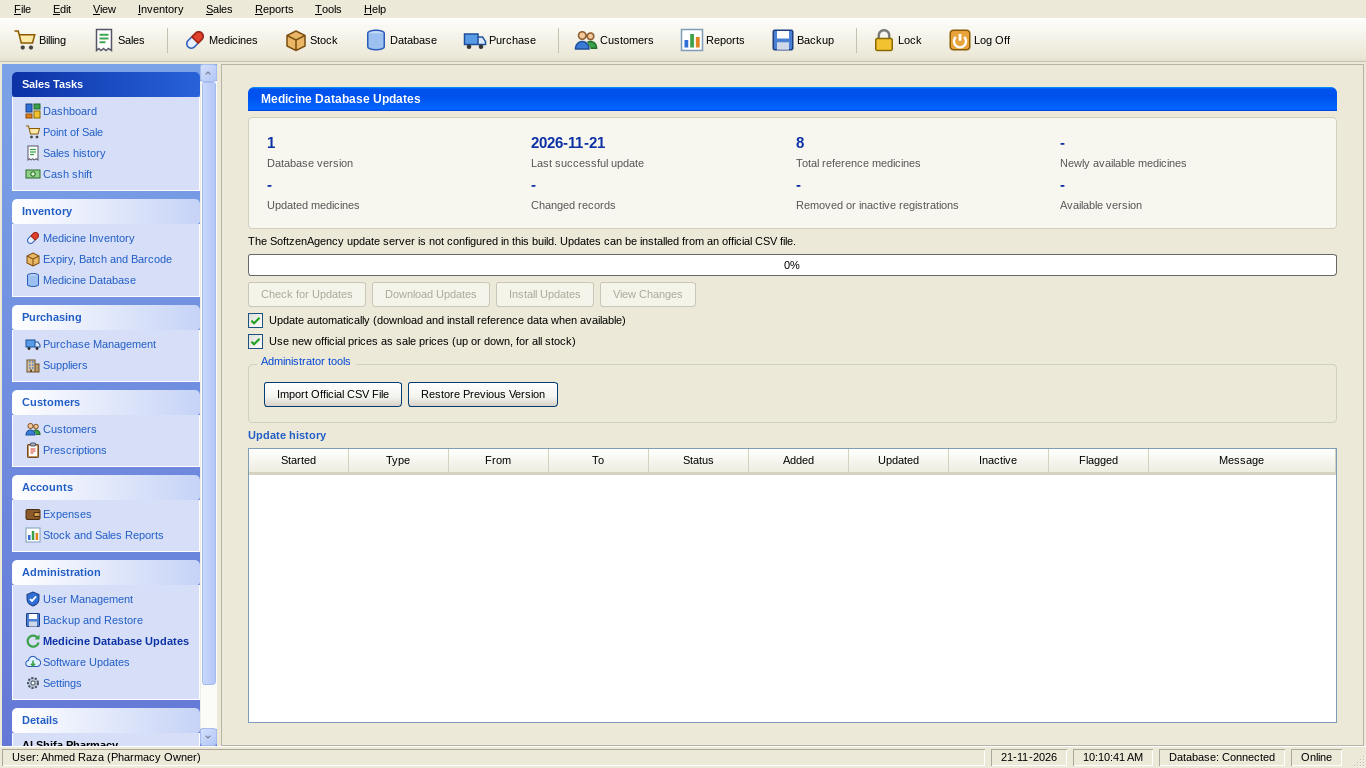 File Edit View Inventory Sales Reports Tools Help
Billing Sales Medicines Stock Database Purchase Customers Reports Backup Lock Log Off
Sales Tasks
Dashboard
Point of Sale
Sales history
Cash shift
Inventory
Medicine Inventory
Expiry, Batch and Barcode
Medicine Database
Purchasing
Purchase Management
Suppliers
Customers
Customers
Prescriptions
Accounts
Expenses
Stock and Sales Reports
Administration
User Management
Backup and Restore
Medicine Database Updates
Software Updates
Settings
Details
Al Shifa Pharmacy
Medicine Database Updates
1 2026-11-21 8 -
Database version Last successful update Total reference medicines Newly available medicines
- - - -
Updated medicines Changed records Removed or inactive registrations Available version
The SoftzenAgency update server is not configured in this build. Updates can be installed from an official CSV file.
0%
Check for Updates Download Updates Install Updates View Changes
Update automatically (download and install reference data when available)
Use new official prices as sale prices (up or down, for all stock)
Administrator tools
Import Official CSV File Restore Previous Version
Update history
Started Type From To Status Added Updated Inactive Flagged Message
User: Ahmed Raza (Pharmacy Owner) 21-11-2026 10:10:41 AM Database: Connected Online